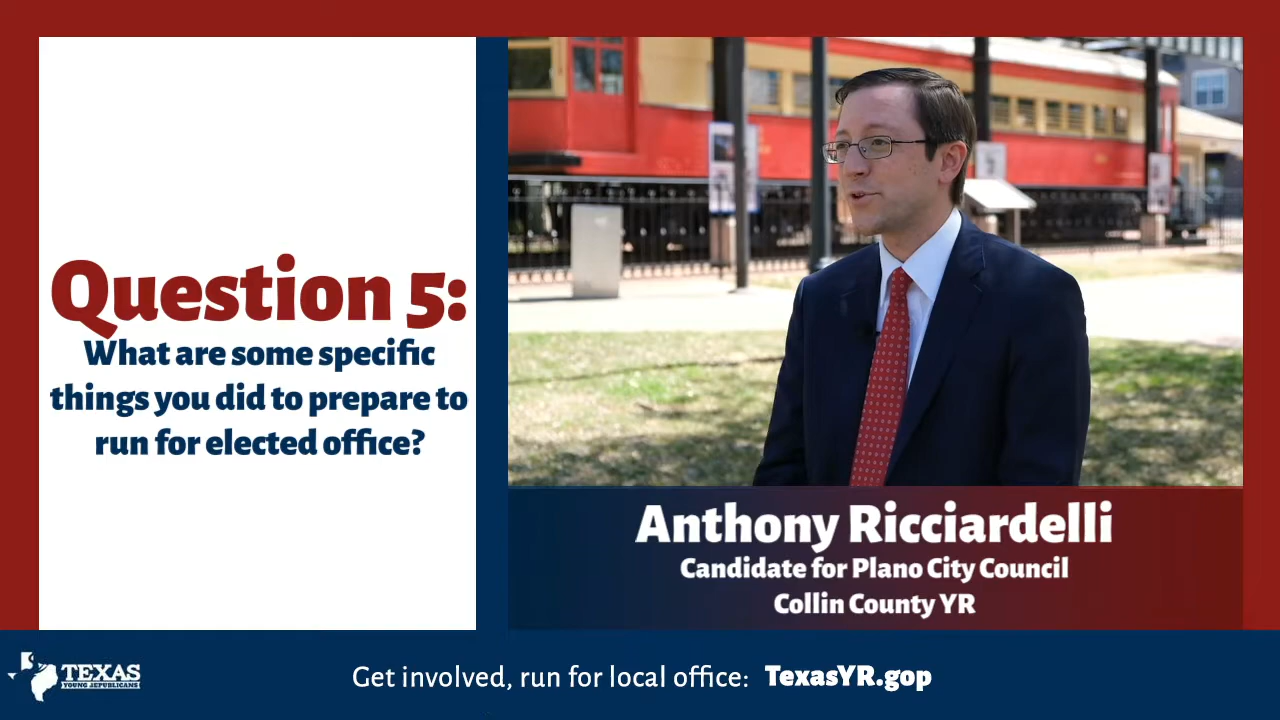 Question 5:
What are some specific
things you did to prepare to
run for elected office?
Anthony Ricciardelli
Candidate for Plano City Council
Collin County YR
TEXAS
YOUNG REPUBLICANS
Get involved, run for local office: TexasYR.gop